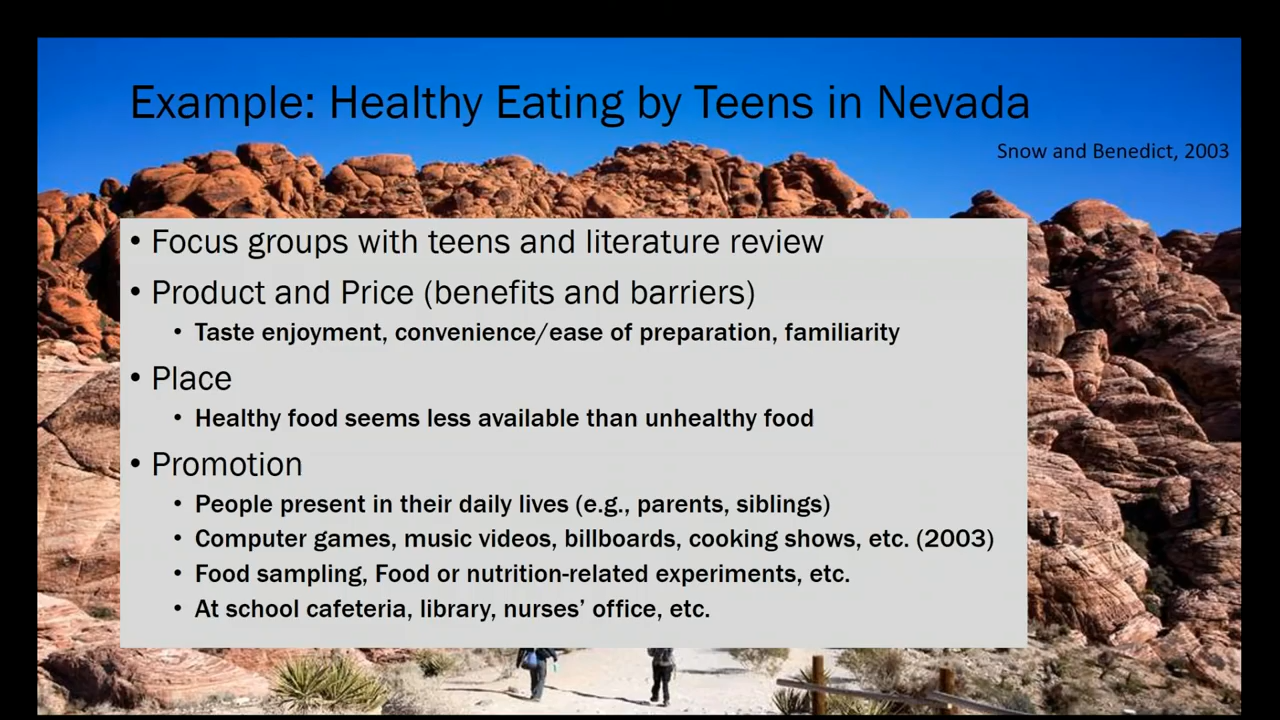 Example: Healthy Eating by Teens in Nevada
Snow and Benedict, 2003
• Focus groups with teens and literature review
• Product and Price (benefits and barriers)
• Taste enjoyment, convenience/ease of preparation, familiarity
• Place
• Healthy food seems less available than unhealthy food
• Promotion
• People present in their daily lives (e.g., parents, siblings)
• Computer games, music videos, billboards, cooking shows, etc. (2003)
• Food sampling, Food or nutrition-related experiments, etc.
• At school cafeteria, library, nurses’ office, etc.